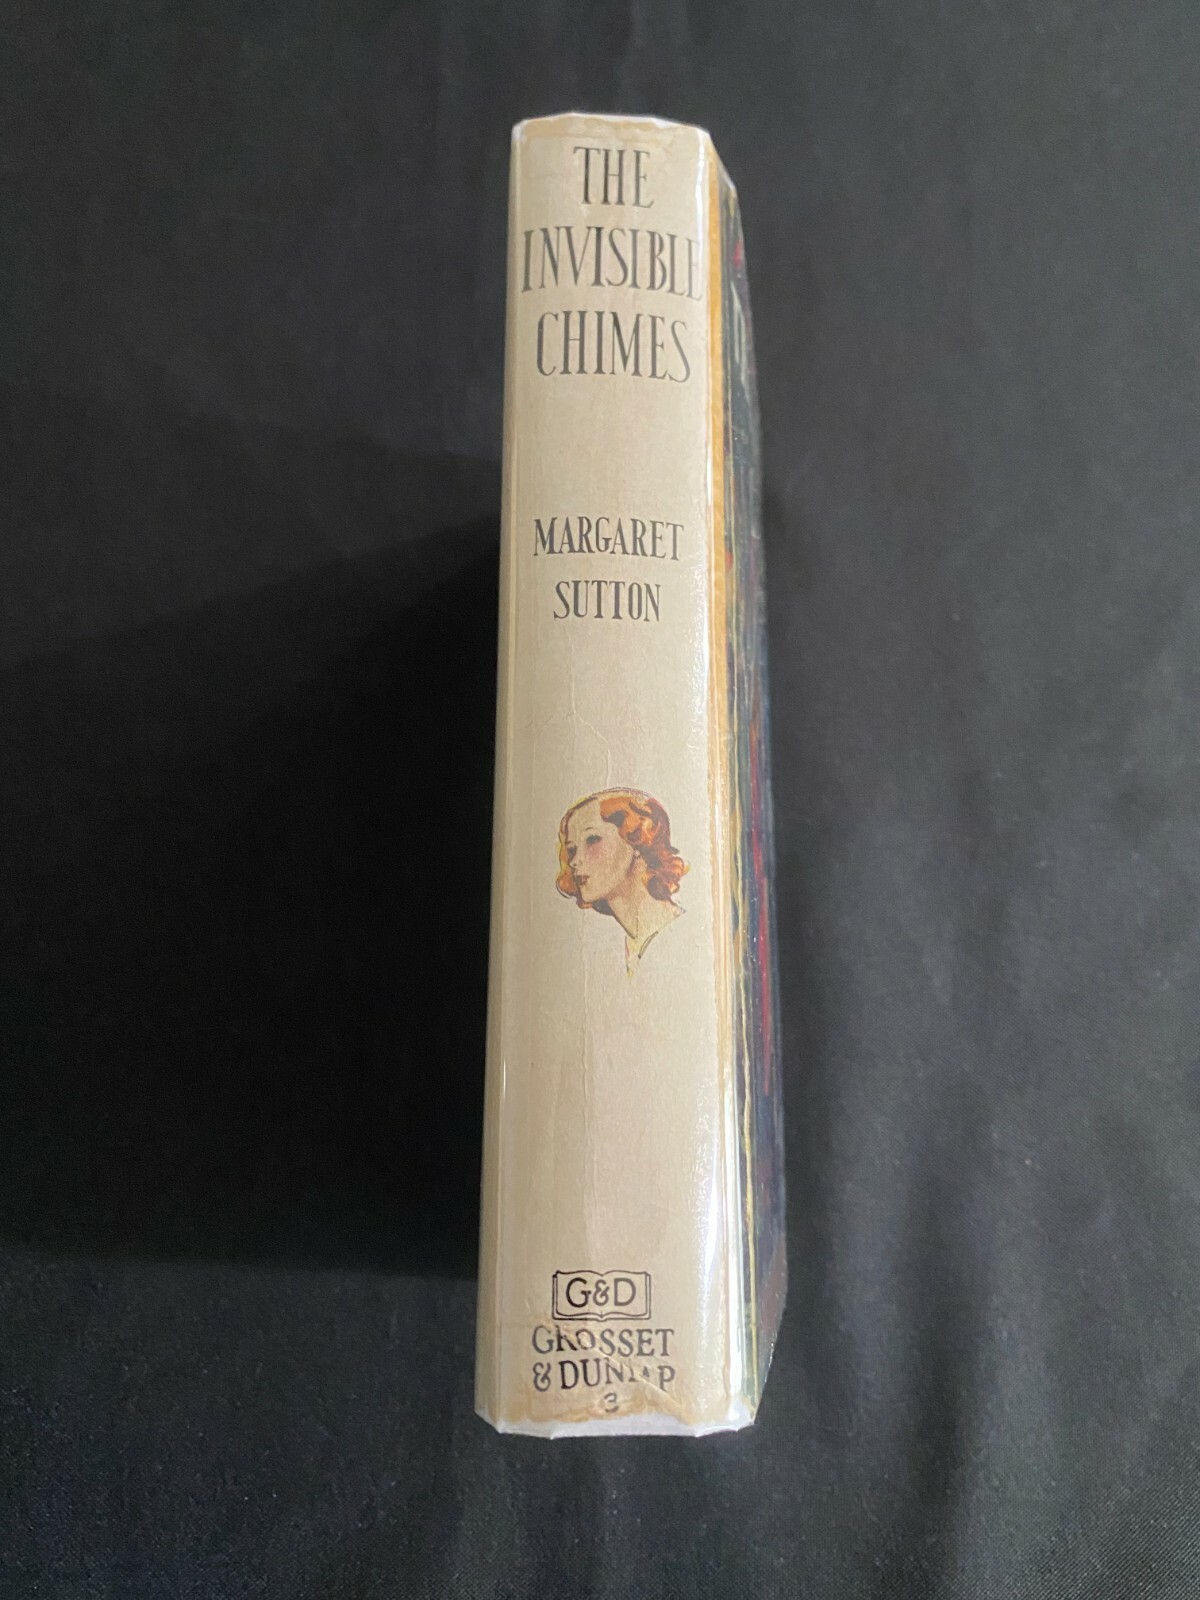 THE
INVISIBLE
CHIMES
MARGARET
SUTTON
G&D
GROSSET
& DUNLAP
3